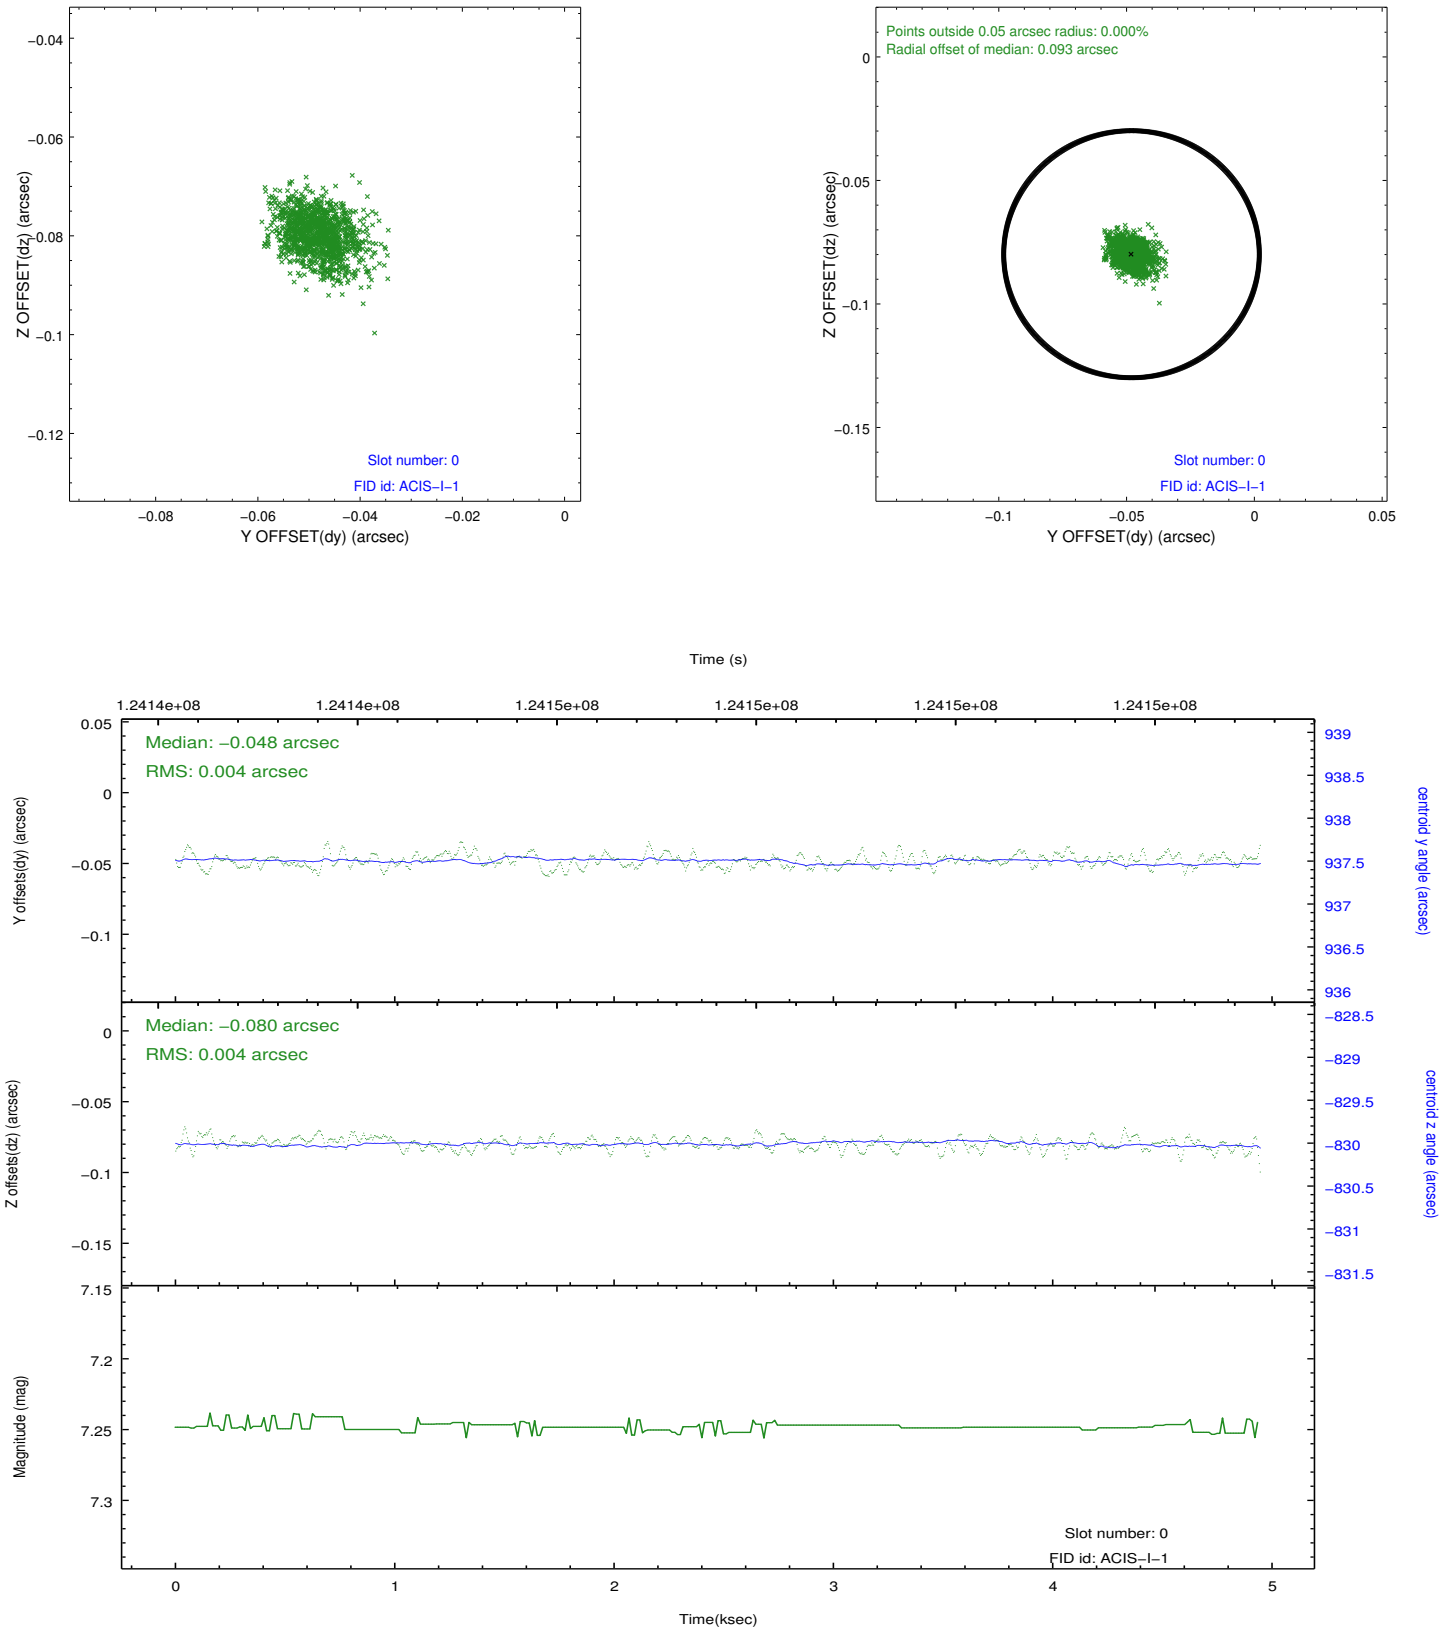 −0.04
−0.06
−0.08
−0.1
−0.12
Z OFFSET(dz) (arcsec)
Slot number: 0
FID id: ACIS−I−1
−0.08 −0.06 −0.04 −0.02 0
Y OFFSET(dy) (arcsec)
Points outside 0.05 arcsec radius: 0.000%
Radial offset of median: 0.093 arcsec
0
−0.05
−0.1
−0.15
Z OFFSET(dz) (arcsec)
Slot number: 0
FID id: ACIS−I−1
−0.1 −0.05 0 0.05
Y OFFSET(dy) (arcsec)
Time (s)
1.2414e+08 1.2414e+08 1.2415e+08 1.2415e+08 1.2415e+08 1.2415e+08
Median: −0.048 arcsec
RMS: 0.004 arcsec
0.05
0
−0.05
−0.1
Y offsets(dy) (arcsec)
939
938.5
938
937.5
937
936.5
936
centroid y angle (arcsec)
Median: −0.080 arcsec
RMS: 0.004 arcsec
0
−0.05
−0.1
−0.15
Z offsets(dz) (arcsec)
−828.5
−829
−829.5
−830
−830.5
−831
−831.5
centroid z angle (arcsec)
7.15
7.2
7.25
7.3
Magnitude (mag)
Slot number: 0
FID id: ACIS−I−1
0 1 2 3 4 5
Time(ksec)